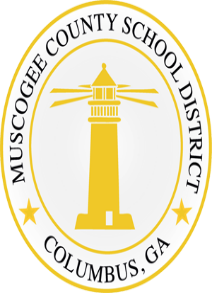 MUSCOGEE COUNTY SCHOOL DISTRICT
COLUMBUS, GA